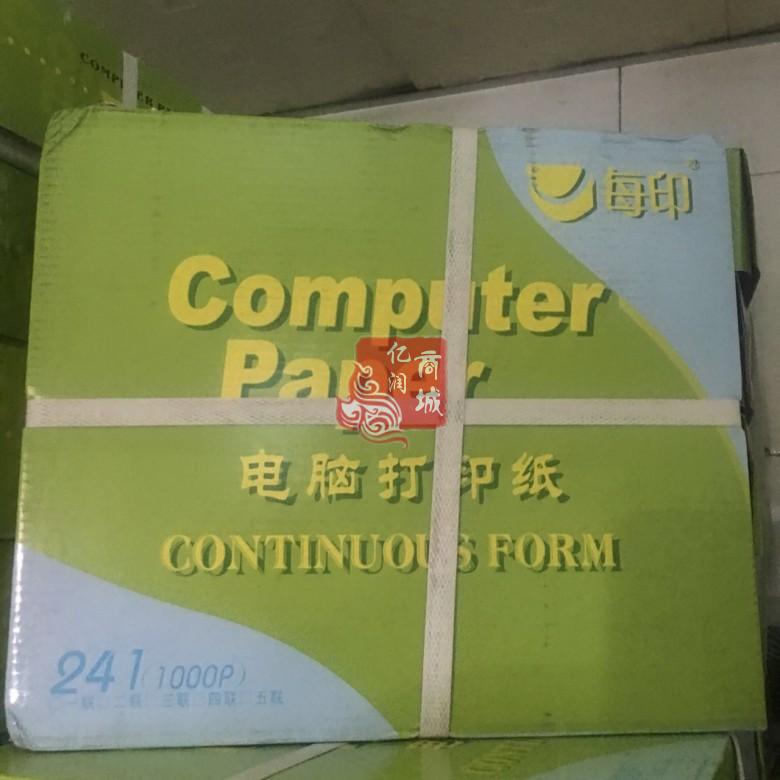 COMPUTER
每印
Computer
Paper
亿润
商城
电脑打印纸
CONTINUOUS FORM
241(1000P)
一联 二联 三联 四联 五联